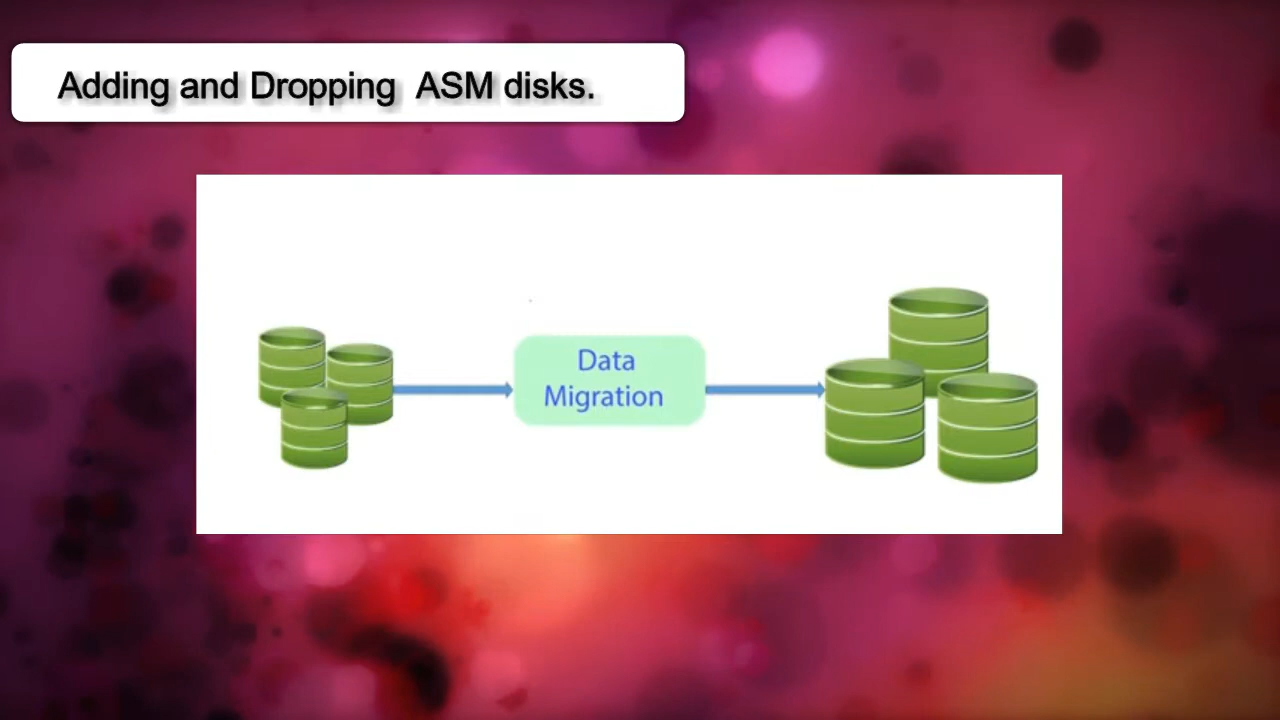 Adding and Dropping ASM disks.
Data
Migration